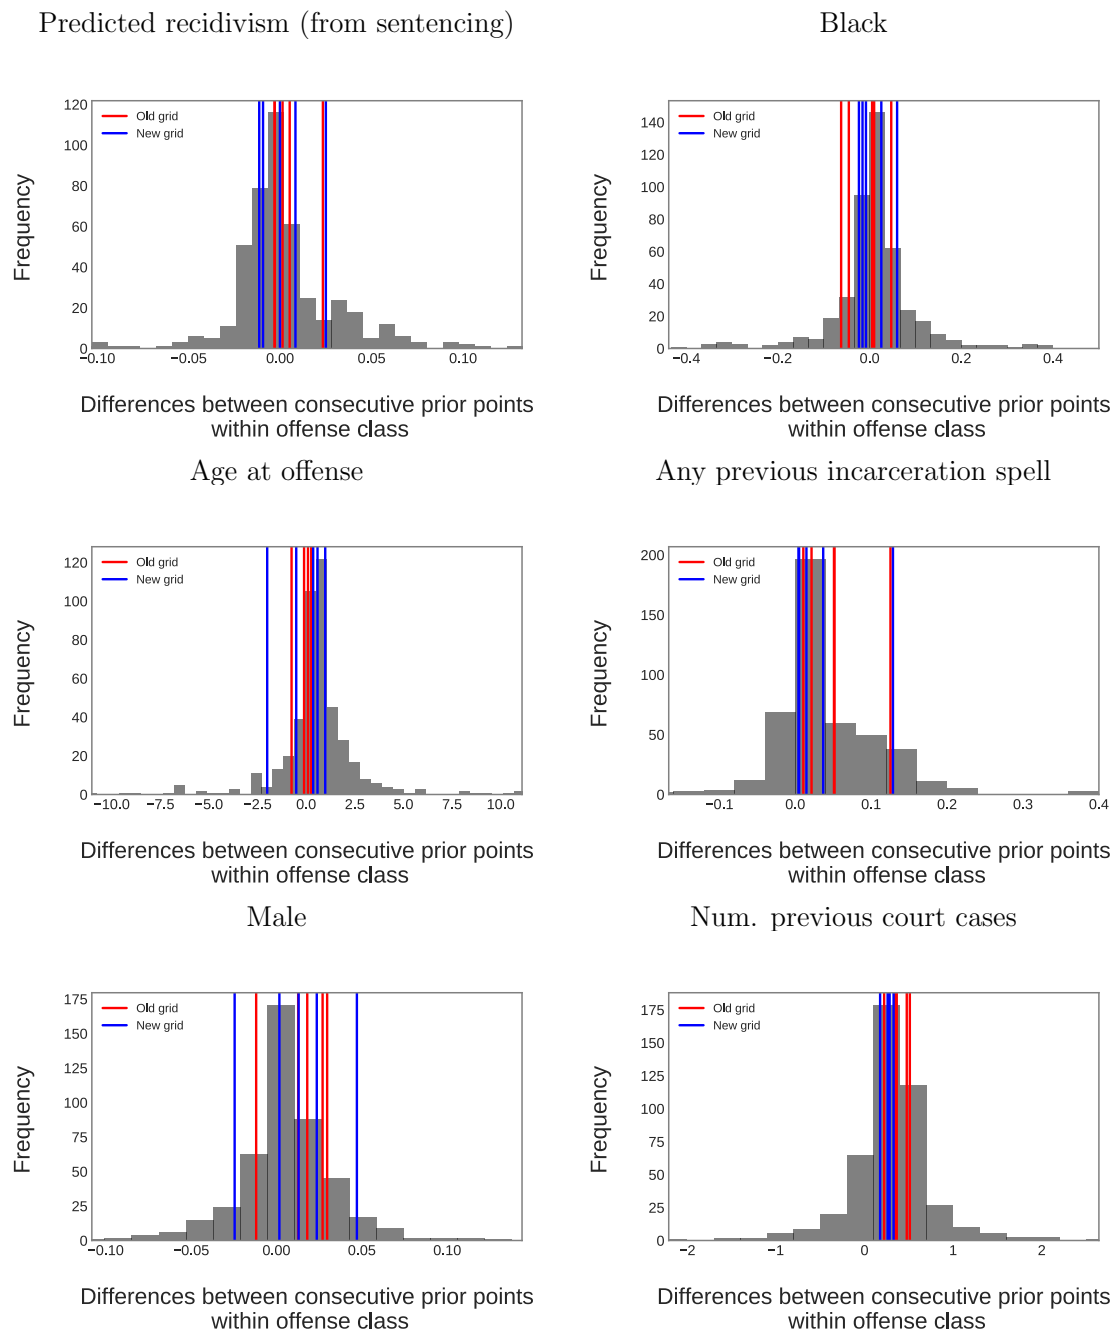 Predicted recidivism (from sentencing)
Old grid
New grid
120
100
80
60
40
20
0
Frequency
−0.10
−0.05
0.00
0.05
0.10
Differences between consecutive prior points
within offense class
Black
Old grid
New grid
140
120
100
80
60
40
20
0
Frequency
−0.4
−0.2
0.0
0.2
0.4
Differences between consecutive prior points
within offense class
Age at offense
Old grid
New grid
120
100
80
60
40
20
0
Frequency
−10.0
−7.5
−5.0
−2.5
0.0
2.5
5.0
7.5
10.0
Differences between consecutive prior points
within offense class
Any previous incarceration spell
Old grid
New grid
200
150
100
50
0
Frequency
−0.1
0.0
0.1
0.2
0.3
0.4
Differences between consecutive prior points
within offense class
Male
Old grid
New grid
175
150
125
100
75
50
25
0
Frequency
−0.10
−0.05
0.00
0.05
0.10
Differences between consecutive prior points
within offense class
Num. previous court cases
Old grid
New grid
175
150
125
100
75
50
25
0
Frequency
−2
−1
0
1
2
Differences between consecutive prior points
within offense class